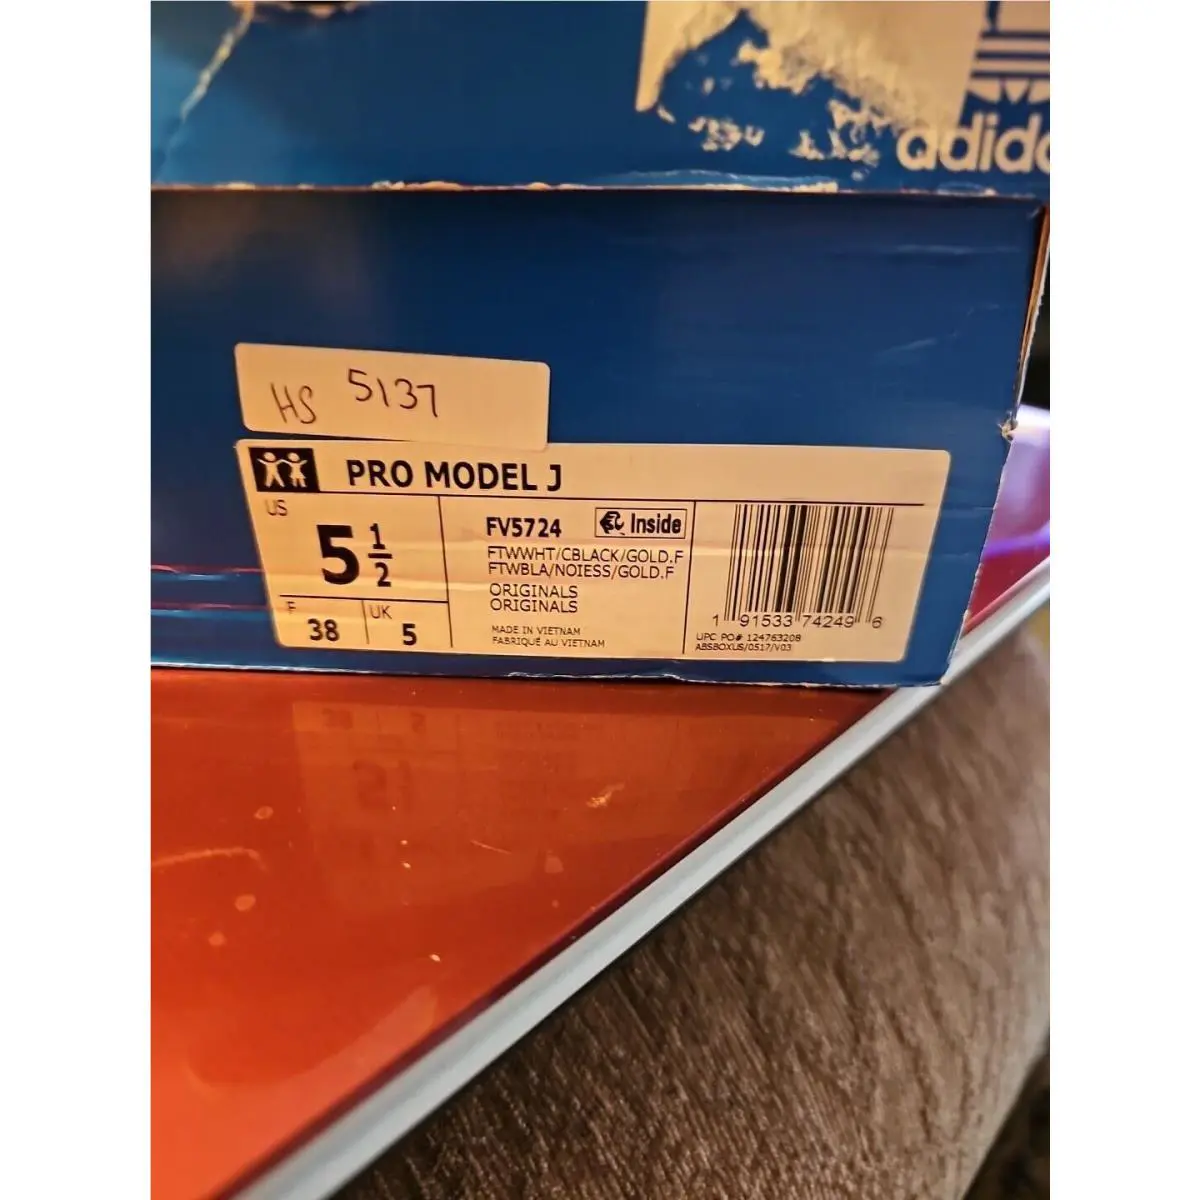 adidas
HS 5137
PRO MODEL J
US
5 1/2
F
38
UK
5
FV5724
Inside
FTWWHT/CBLACK/GOLD.F
FTWBLA/NOIESS/GOLD.F
ORIGINALS
ORIGINALS
MADE IN VIETNAM
FABRIQUÉ AU VIETNAM
1 91533 74249 6
UPC PO# 124763208
ABSBOXUS/0517/V03